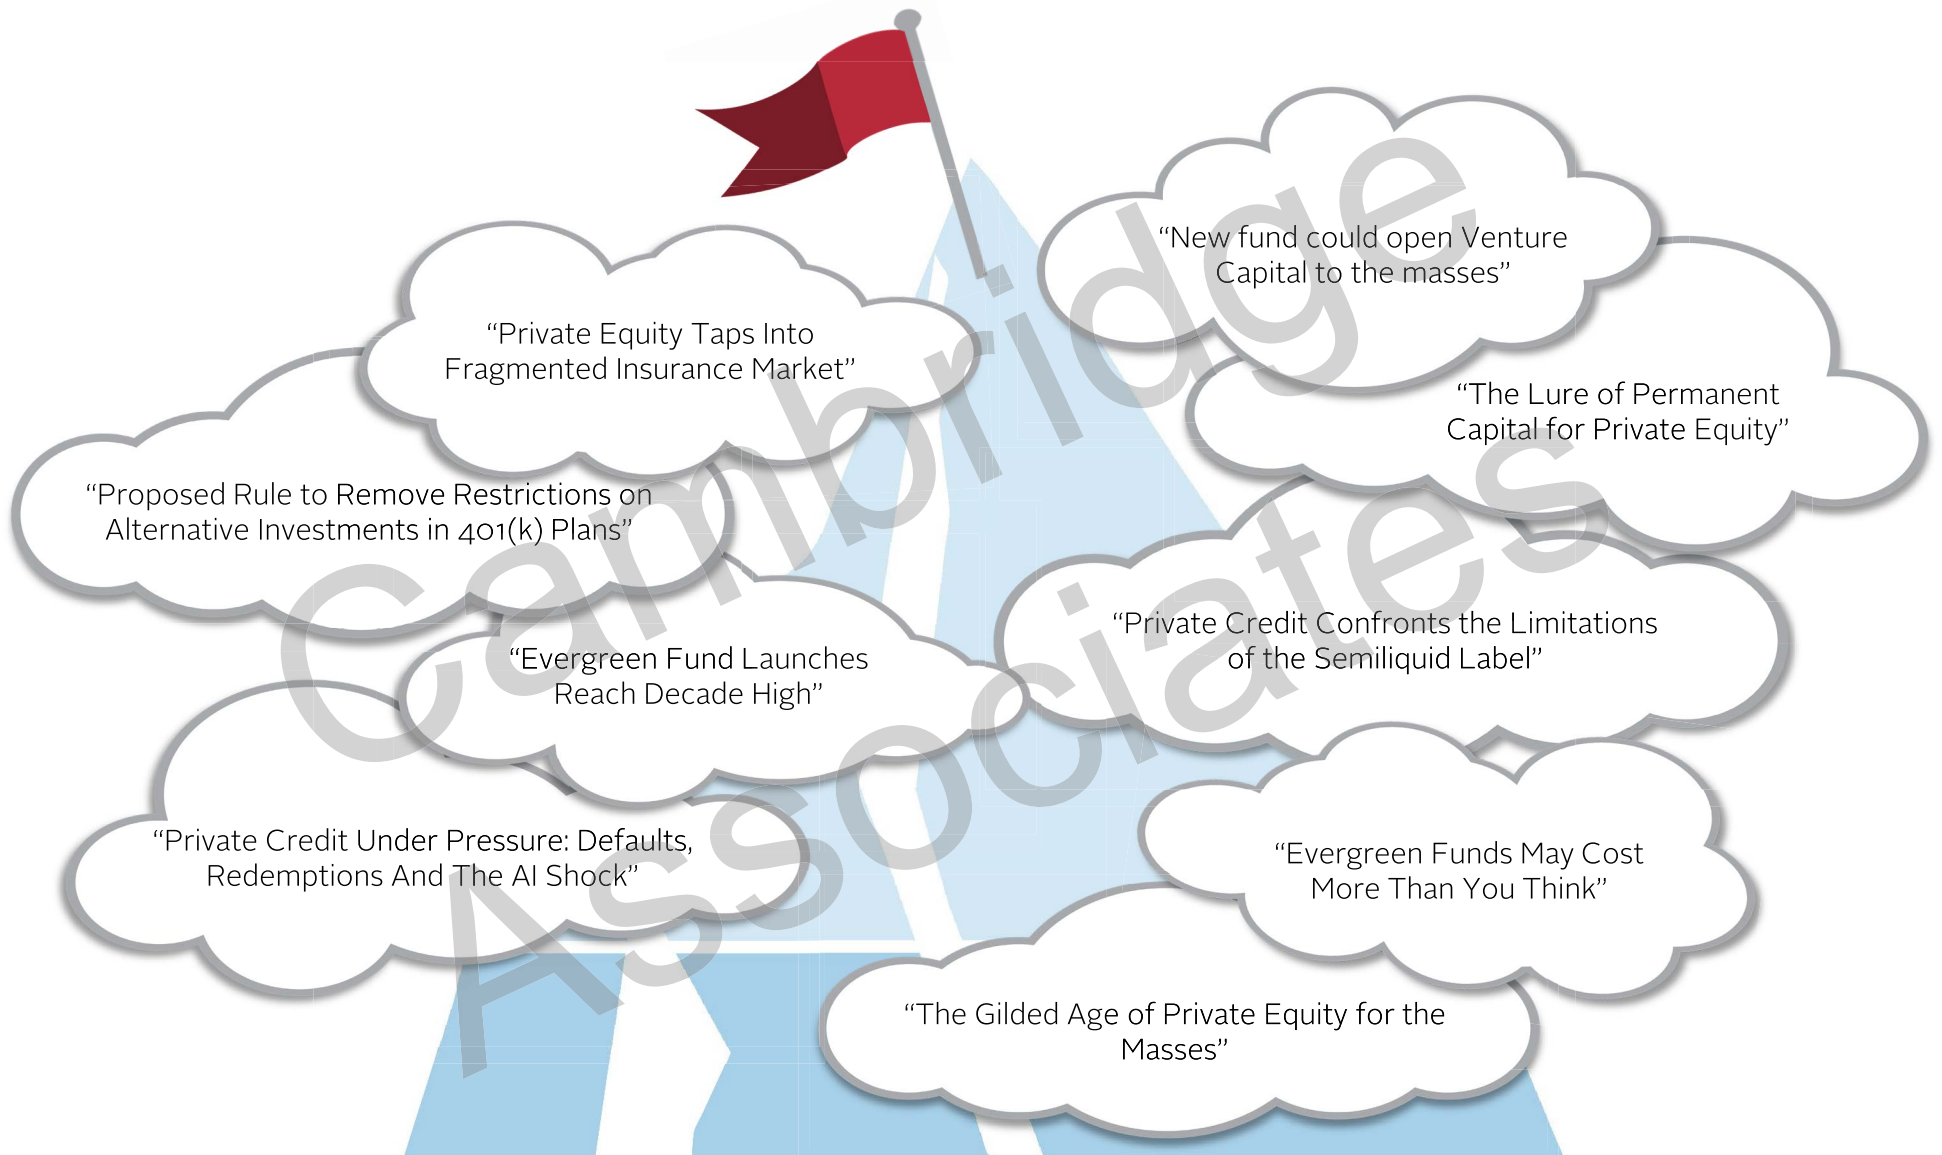 “New fund could open Venture
Capital to the masses”
“Private Equity Taps Into
Fragmented Insurance Market”
“The Lure of Permanent
Capital for Private Equity”
“Proposed Rule to Remove Restrictions on
Alternative Investments in 401(k) Plans”
“Private Credit Confronts the Limitations
of the Semiliquid Label”
“Evergreen Fund Launches
Reach Decade High”
“Private Credit Under Pressure: Defaults,
Redemptions And The AI Shock”
“Evergreen Funds May Cost
More Than You Think”
“The Gilded Age of Private Equity for the
Masses”
Cambridge
Associates